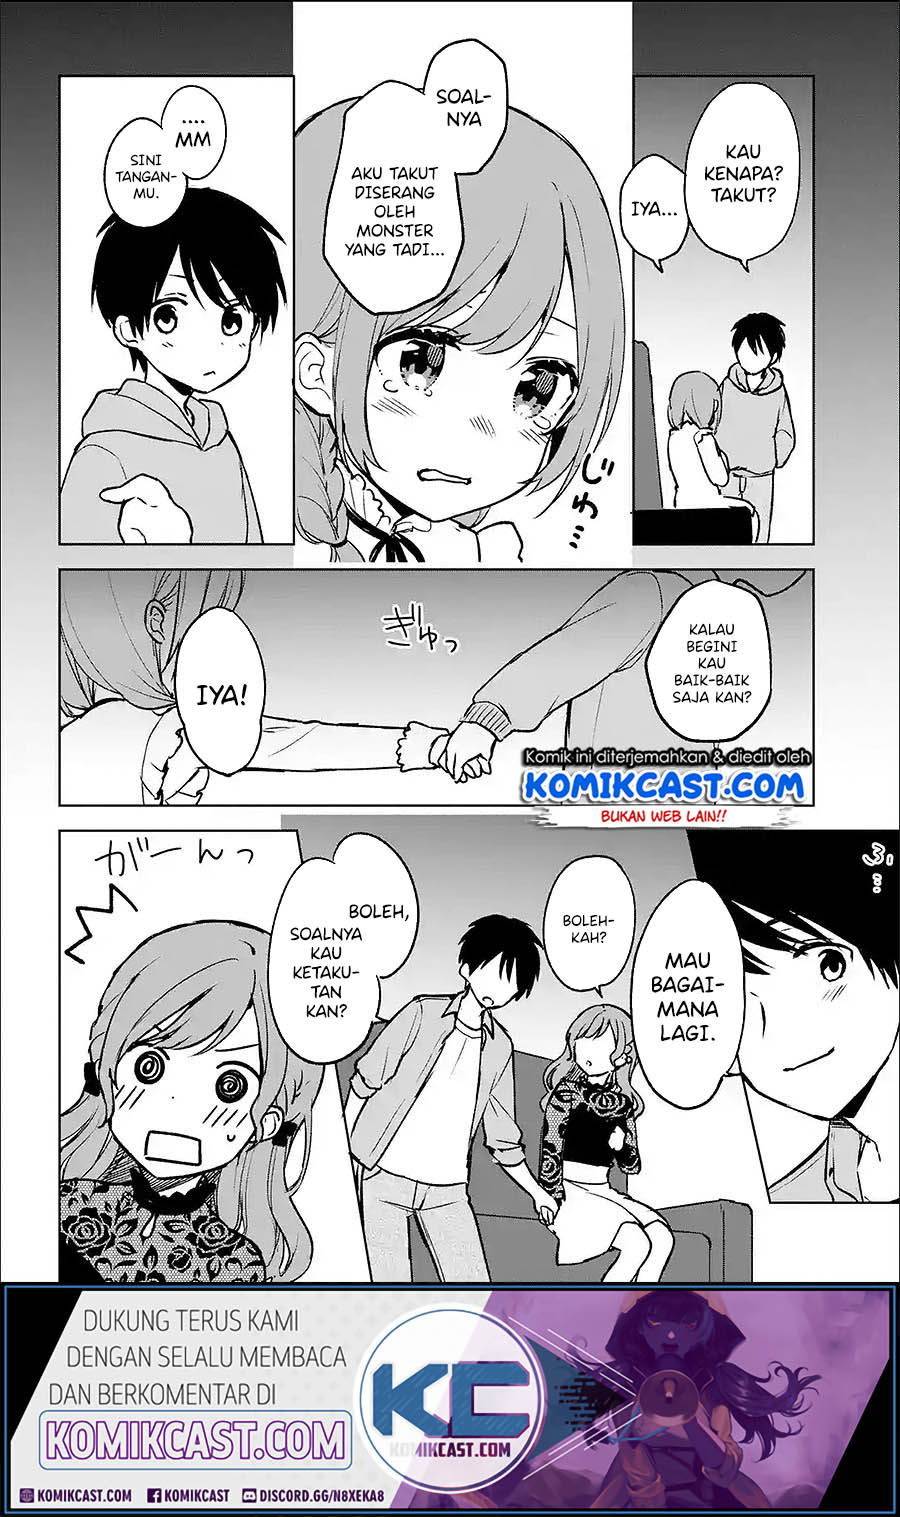 KAU
KENAPA?
TAKUT?
IYA...
SOAL-
NYA
AKU TAKUT
DISERANG
OLEH
MONSTER
YANG TADI...
じわ…
....
MM
SINI
TANGAN-
MU.
KALAU
BEGINI
KAU
BAIK-BAIK
SAJA KAN?
ぎゅっ
IYA!
Komik ini diterjemahkan & diedit oleh
KOMIKCAST.COM
BUKAN WEB LAIN!!
ふ…
MAU
BAGAI-
MANA
LAGI.
BOLEH-
KAH?
BOLEH,
SOALNYA
KAU
KETAKU-
TAN
KAN?
がーんっ
DUKUNG TERUS KAMI
DENGAN SELALU MEMBACA
DAN BERKOMENTAR DI
KOMIKCAST.COM
KOMIKCAST.COM
KOMIKCAST
DISCORD.GG/N8XEKA8
KC
KOMIKCAST.COM